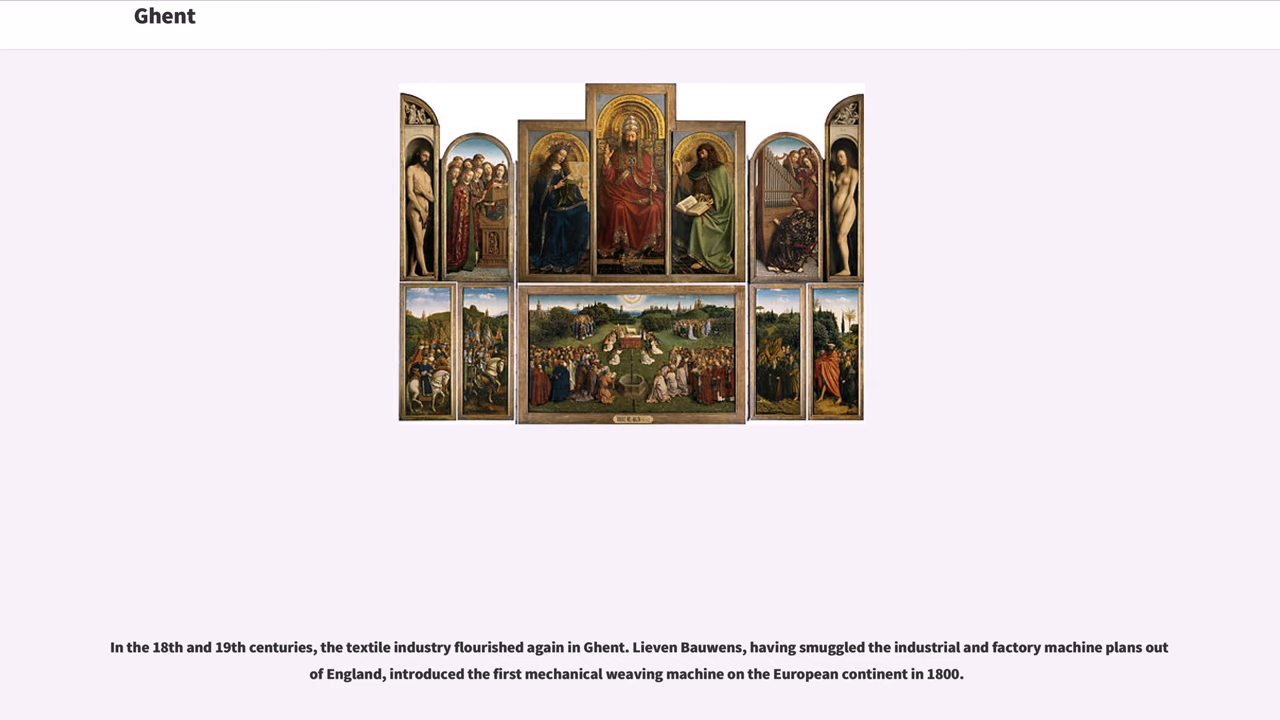 Ghent
In the 18th and 19th centuries, the textile industry flourished again in Ghent. Lieven Bauwens, having smuggled the industrial and factory machine plans out
of England, introduced the first mechanical weaving machine on the European continent in 1800.